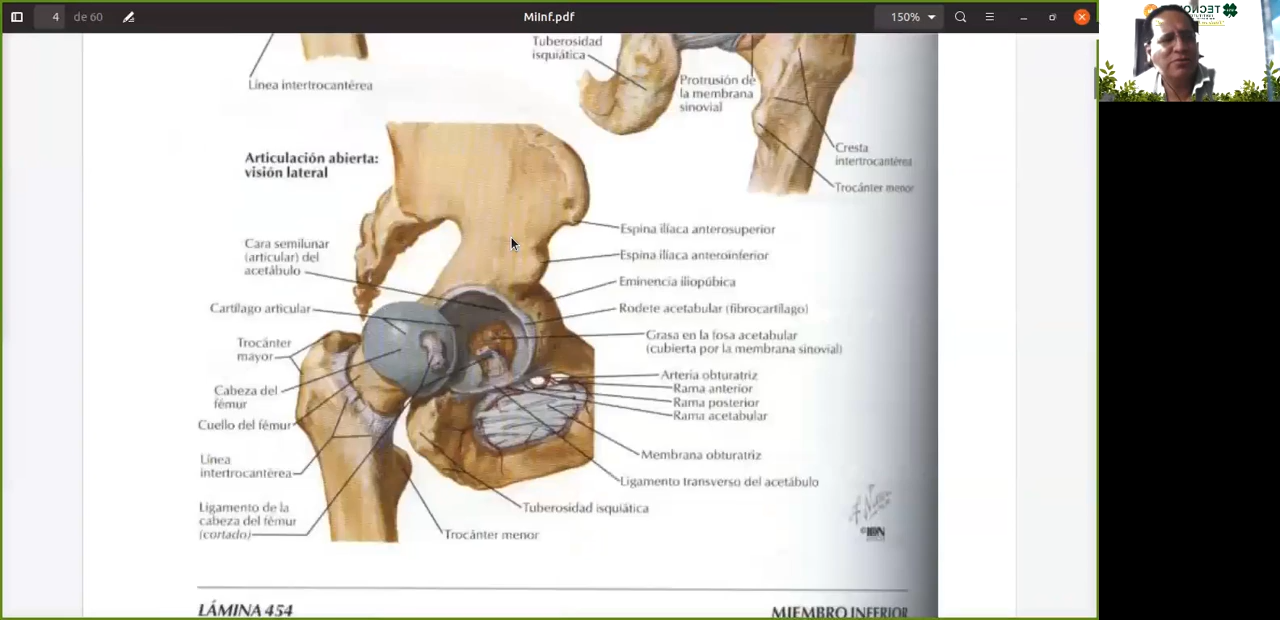 4 de 60
MiInf.pdf
150%
Tuberosidad
isquiática
Línea intertrocantérea
Protrusión de
la membrana
sinovial
Cresta
intertrocantérea
Trocánter menor
Articulación abierta:
visión lateral
Cara semilunar
(articular) del
acetábulo
Cartílago articular
Trocánter
mayor
Cabeza del
fémur
Cuello del fémur
Línea
intertrocantérea
Ligamento de la
cabeza del fémur
(cortado)
Espina ilíaca anterosuperior
Espina ilíaca anteroinferior
Eminencia iliopúbica
Rodete acetabular (fibrocartílago)
Grasa en la fosa acetabular
(cubierta por la membrana sinovial)
Arteria obturatriz
Rama anterior
Rama posterior
Rama acetabular
Membrana obturatriz
Ligamento transverso del acetábulo
Tuberosidad isquiática
Trocánter menor
LÁMINA 454
MIEMBRO INFERIOR